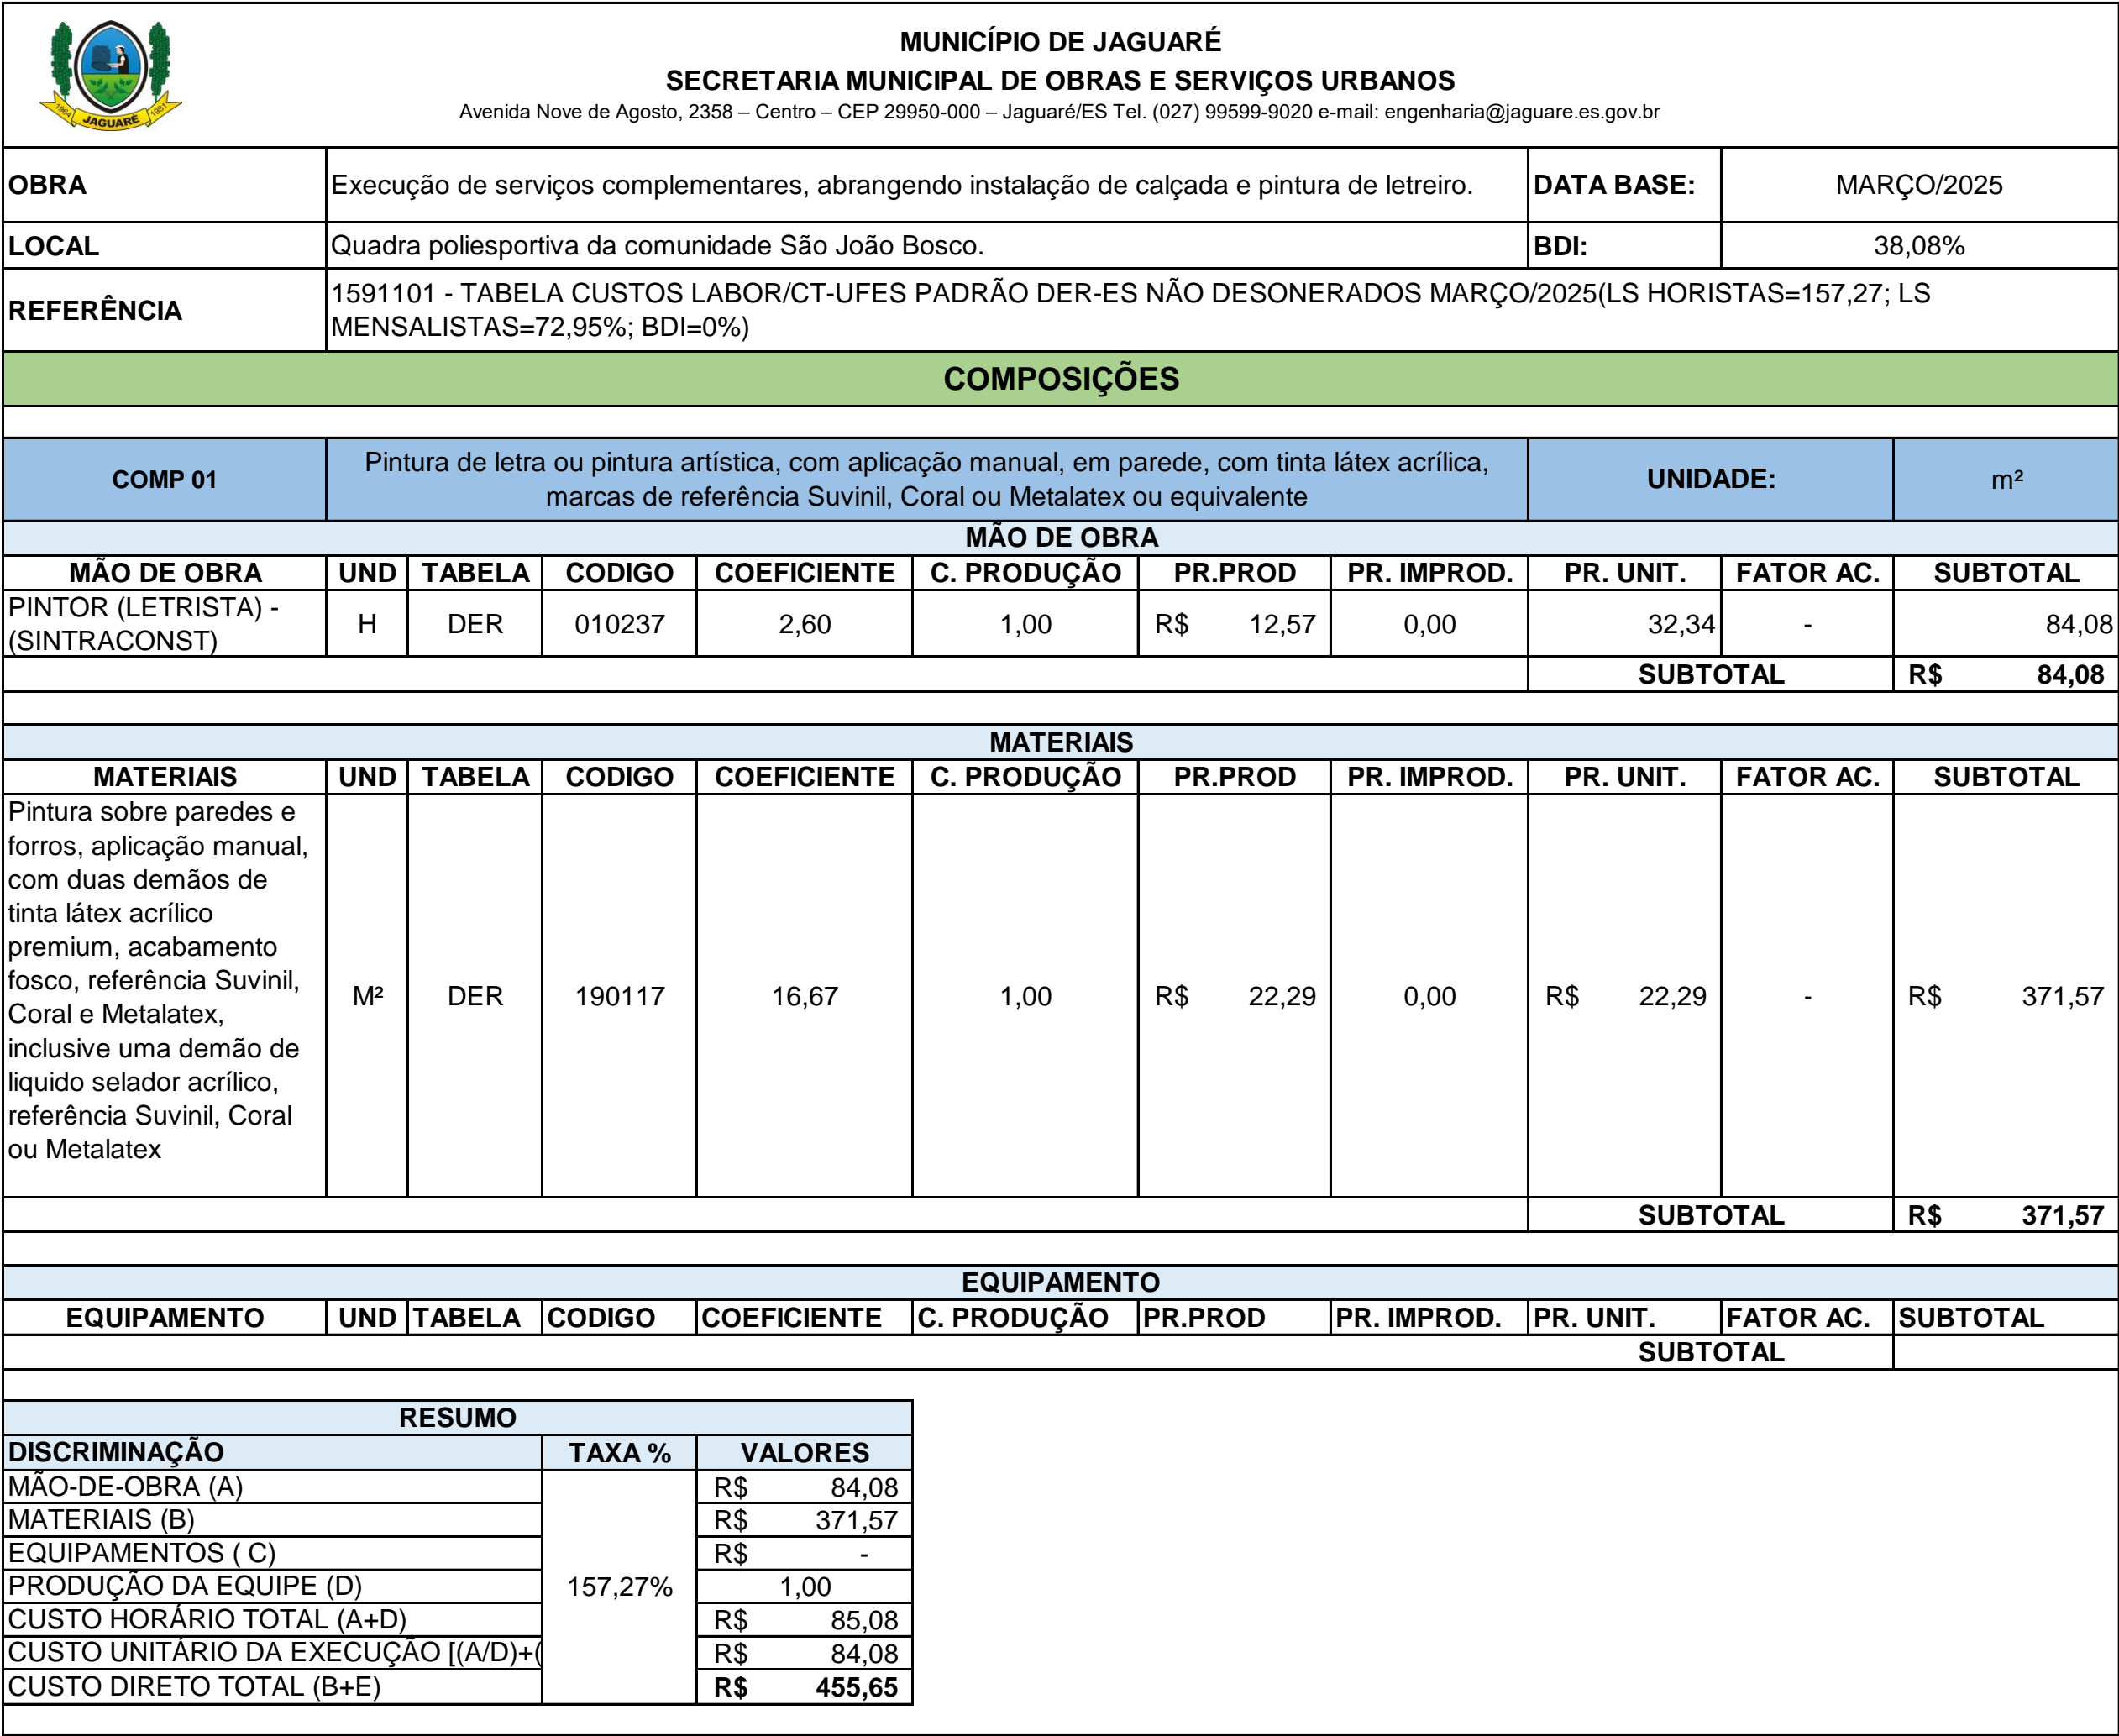 MUNICÍPIO DE JAGUARÉ
SECRETARIA MUNICIPAL DE OBRAS E SERVIÇOS URBANOS
Avenida Nove de Agosto, 2358 – Centro – CEP 29950-000 – Jaguaré/ES Tel. (027) 99599-9020 e-mail: engenharia@jaguare.es.gov.br
1964 JAGUARÉ 1981
OBRA Execução de serviços complementares, abrangendo instalação de calçada e pintura de letreiro. DATA BASE: MARÇO/2025
LOCAL Quadra poliesportiva da comunidade São João Bosco. BDI: 38,08%
REFERÊNCIA 1591101 - TABELA CUSTOS LABOR/CT-UFES PADRÃO DER-ES NÃO DESONERADOS MARÇO/2025(LS HORISTAS=157,27; LS
MENSALISTAS=72,95%; BDI=0%)
COMPOSIÇÕES
COMP 01 Pintura de letra ou pintura artística, com aplicação manual, em parede, com tinta látex acrílica,
marcas de referência Suvinil, Coral ou Metalatex ou equivalente UNIDADE: m²
MÃO DE OBRA
MÃO DE OBRA UND TABELA CODIGO COEFICIENTE C. PRODUÇÃO PR.PROD PR. IMPROD. PR. UNIT. FATOR AC. SUBTOTAL
PINTOR (LETRISTA) -
(SINTRACONST) H DER 010237 2,60 1,00 R$ 12,57 0,00 32,34 - 84,08
SUBTOTAL R$ 84,08
MATERIAIS
MATERIAIS UND TABELA CODIGO COEFICIENTE C. PRODUÇÃO PR.PROD PR. IMPROD. PR. UNIT. FATOR AC. SUBTOTAL
Pintura sobre paredes e
forros, aplicação manual,
com duas demãos de
tinta látex acrílico
premium, acabamento
fosco, referência Suvinil,
Coral e Metalatex,
inclusive uma demão de
liquido selador acrílico,
referência Suvinil, Coral
ou Metalatex
M² DER 190117 16,67 1,00 R$ 22,29 0,00 R$ 22,29 - R$ 371,57
SUBTOTAL R$ 371,57
EQUIPAMENTO
EQUIPAMENTO UND TABELA CODIGO COEFICIENTE C. PRODUÇÃO PR.PROD PR. IMPROD. PR. UNIT. FATOR AC. SUBTOTAL
SUBTOTAL
RESUMO
DISCRIMINAÇÃO TAXA % VALORES
MÃO-DE-OBRA (A) R$ 84,08
MATERIAIS (B) R$ 371,57
EQUIPAMENTOS ( C) R$ -
PRODUÇÃO DA EQUIPE (D) 157,27% 1,00
CUSTO HORÁRIO TOTAL (A+D) R$ 85,08
CUSTO UNITÁRIO DA EXECUÇÃO [(A/D)+( R$ 84,08
CUSTO DIRETO TOTAL (B+E) R$ 455,65